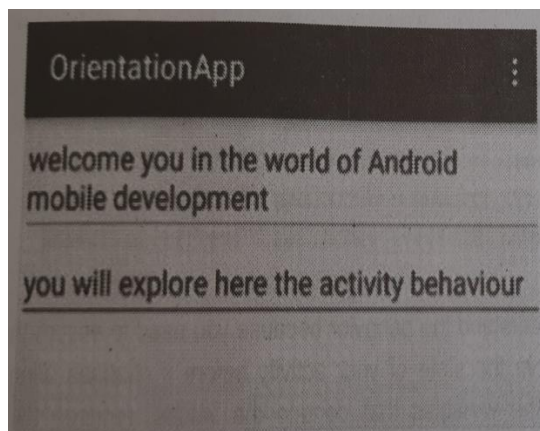 OrientationApp
welcome you in the world of Android
mobile development
you will explore here the activity behaviour